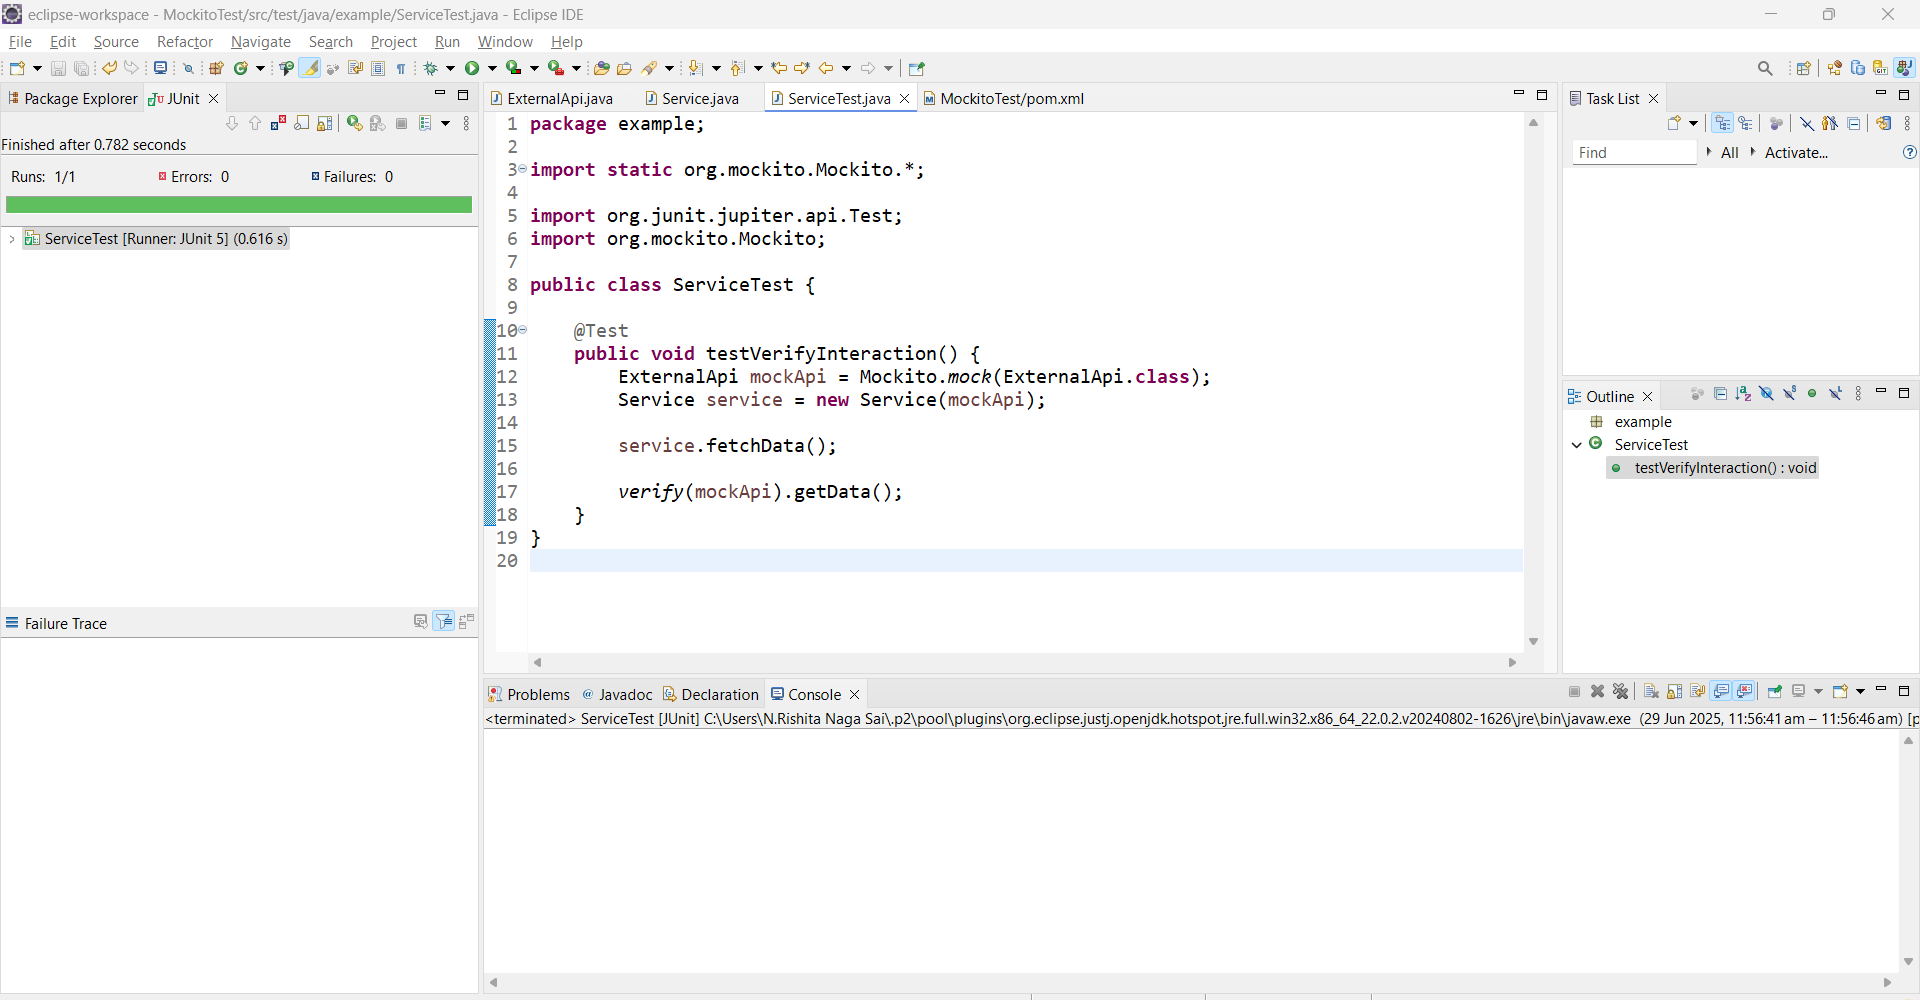 eclipse-workspace - MockitoTest/src/test/java/example/ServiceTest.java - Eclipse IDE
File Edit Source Refactor Navigate Search Project Run Window Help
Package Explorer JUnit
Finished after 0.782 seconds
Runs: 1/1 Errors: 0 Failures: 0
ServiceTest [Runner: JUnit 5] (0.616 s)
Failure Trace
ExternalApi.java Service.java ServiceTest.java MockitoTest/pom.xml
1 package example;
2
3 import static org.mockito.Mockito.*;
4
5 import org.junit.jupiter.api.Test;
6 import org.mockito.Mockito;
7
8 public class ServiceTest {
9
10 @Test
11 public void testVerifyInteraction() {
12 ExternalApi mockApi = Mockito.mock(ExternalApi.class);
13 Service service = new Service(mockApi);
14
15 service.fetchData();
16
17 verify(mockApi).getData();
18 }
19 }
20
Task List
Find All Activate...
Outline
example
ServiceTest
testVerifyInteraction() : void
Problems Javadoc Declaration Console
<terminated> ServiceTest [JUnit] C:\Users\N.Rishita Naga Sai\.p2\pool\plugins\org.eclipse.justj.openjdk.hotspot.jre.full.win32.x86_64_22.0.2.v20240802-1626\jre\bin\javaw.exe (29 Jun 2025, 11:56:41 am – 11:56:46 am) [p